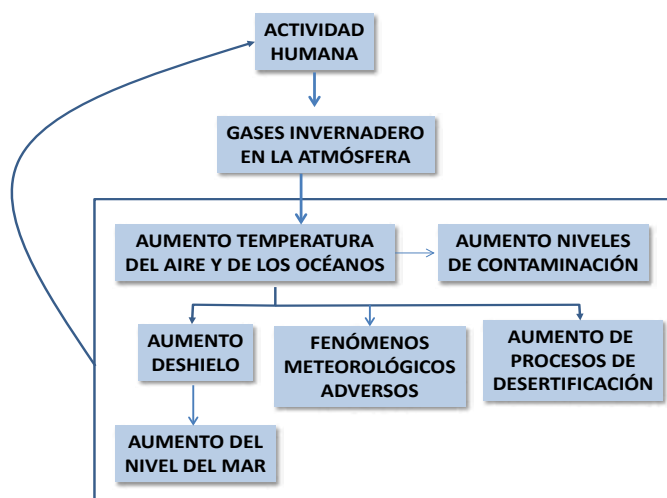 ACTIVIDAD
HUMANA
GASES INVERNADERO
EN LA ATMÓSFERA
AUMENTO TEMPERATURA
DEL AIRE Y DE LOS OCÉANOS
AUMENTO NIVELES
DE CONTAMINACIÓN
AUMENTO
DESHIELO
FENÓMENOS
METEOROLÓGICOS
ADVERSOS
AUMENTO DE
PROCESOS DE
DESERTIFICACIÓN
AUMENTO DEL
NIVEL DEL MAR